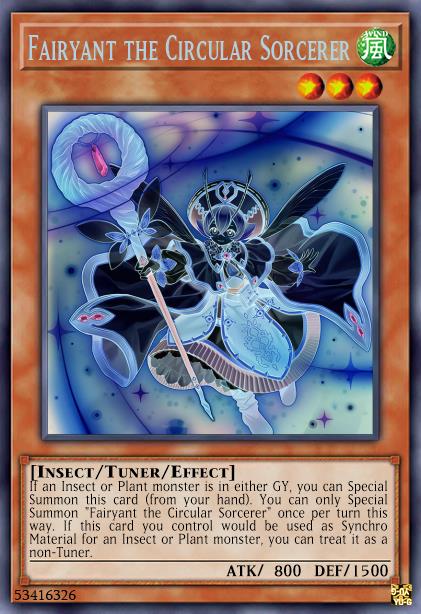 FAIRYANT THE CIRCULAR SORCERER
WIND
風
[INSECT/TUNER/EFFECT]
If an Insect or Plant monster is in either GY, you can Special
Summon this card (from your hand). You can only Special
Summon "Fairyant the Circular Sorcerer" once per turn this
way. If this card you control would be used as Synchro
Material for an Insect or Plant monster, you can treat it as a
non-Tuner.
ATK/ 800 DEF/1500
53416326